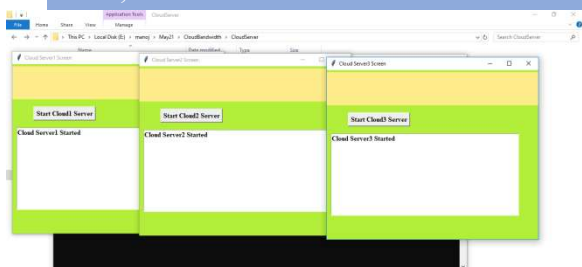 Application Tools CloudServer
File Home Share View Manage
This PC > Local Disk (E:) > manoj > May21 > CloudBandwidth > CloudServer
Search CloudServer
Name Date modified Type Size
Cloud Server1 Screen
Start Cloud1 Server
Cloud Server1 Started
Cloud Server2 Screen
Start Cloud2 Server
Cloud Server2 Started
Cloud Server3 Screen
Start Cloud3 Server
Cloud Server3 Started